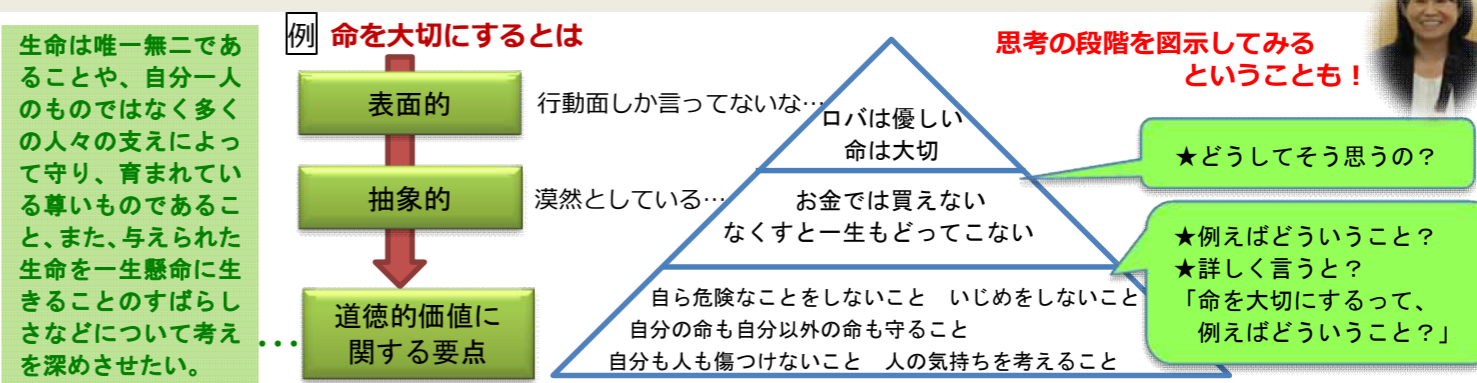 生命は唯一無二であ
ることや、自分一人
のものではなく多く
の人々の支えによっ
て守り、育まれてい
る尊いものであるこ
と、また、与えられた
生命を一生懸命に生
きることのすばらし
さなどについて考え
を深めさせたい。
例 命を大切にするとは
表面的
行動面しか言ってないな…
抽象的
漠然としている…
…
道徳的価値に
関する要点
ロバは優しい
命は大切
お金では買えない
なくすと一生もどってこない
自ら危険なことをしないこと いじめをしないこと
自分の命も自分以外の命も守ること
自分も人も傷つけないこと 人の気持ちを考えること
思考の段階を図示してみる
ということも！
★どうしてそう思うの？
★例えばどういうこと？
★詳しく言うと？
「命を大切にするって、
例えばどういうこと？」